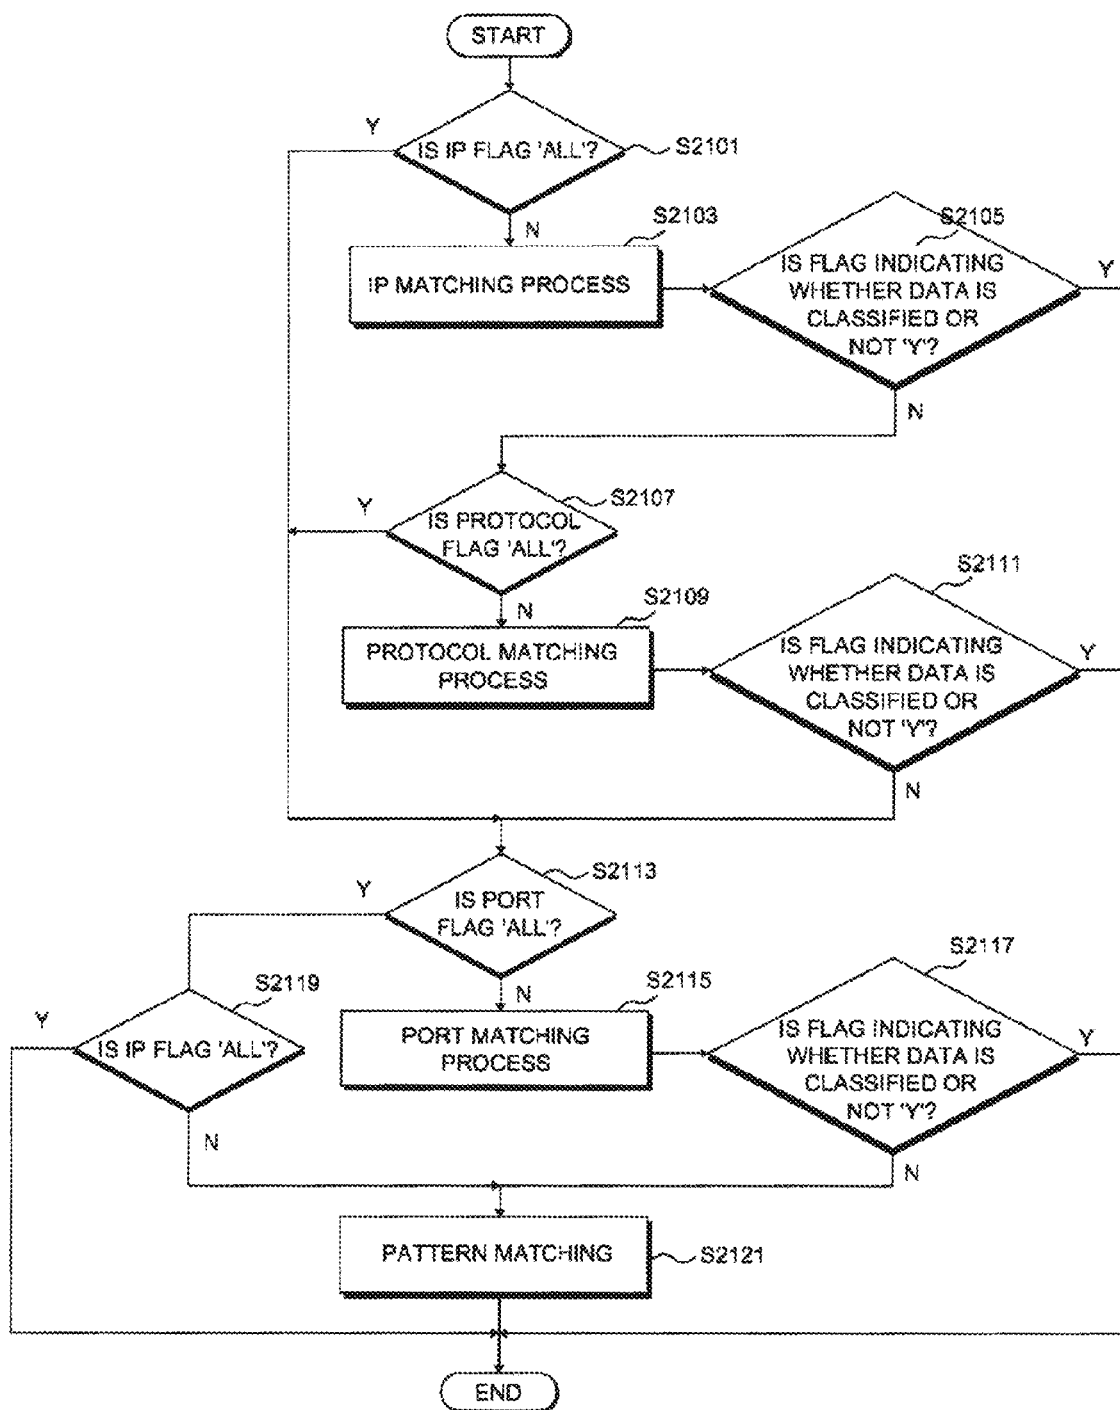 START
Y
IS IP FLAG 'ALL'?
S2101
N
S2103
IP MATCHING PROCESS
S2105
IS FLAG INDICATING
WHETHER DATA IS
CLASSIFIED OR
NOT 'Y'?
Y
N
S2107
Y
IS PROTOCOL
FLAG 'ALL'?
N
S2109
PROTOCOL MATCHING
PROCESS
S2111
IS FLAG INDICATING
WHETHER DATA IS
CLASSIFIED OR
NOT 'Y'?
Y
N
S2113
Y
IS PORT
FLAG 'ALL'?
N
S2115
PORT MATCHING
PROCESS
S2117
IS FLAG INDICATING
WHETHER DATA IS
CLASSIFIED OR
NOT 'Y'?
Y
N
S2119
Y
IS IP FLAG 'ALL'?
N
PATTERN MATCHING
S2121
END